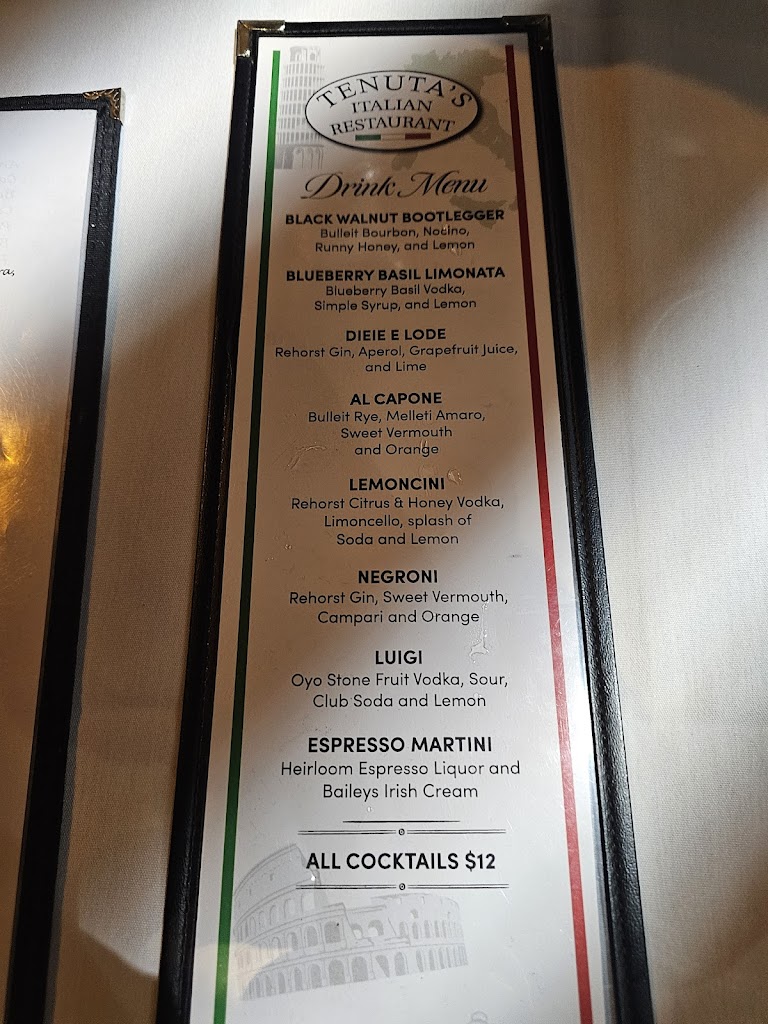 TENUTA'S
ITALIAN
RESTAURANT
Drink Menu
BLACK WALNUT BOOTLEGGER
Bulleit Bourbon, Nocino,
Runny Honey, and Lemon
BLUEBERRY BASIL LIMONATA
Blueberry Basil Vodka,
Simple Syrup, and Lemon
DIEIE E LODE
Rehorst Gin, Aperol, Grapefruit Juice,
and Lime
AL CAPONE
Bulleit Rye, Melleti Amaro,
Sweet Vermouth
and Orange
LEMONCINI
Rehorst Citrus & Honey Vodka,
Limoncello, splash of
Soda and Lemon
NEGRONI
Rehorst Gin, Sweet Vermouth,
Campari and Orange
LUIGI
Oyo Stone Fruit Vodka, Sour,
Club Soda and Lemon
ESPRESSO MARTINI
Heirloom Espresso Liquor and
Baileys Irish Cream
ALL COCKTAILS $12